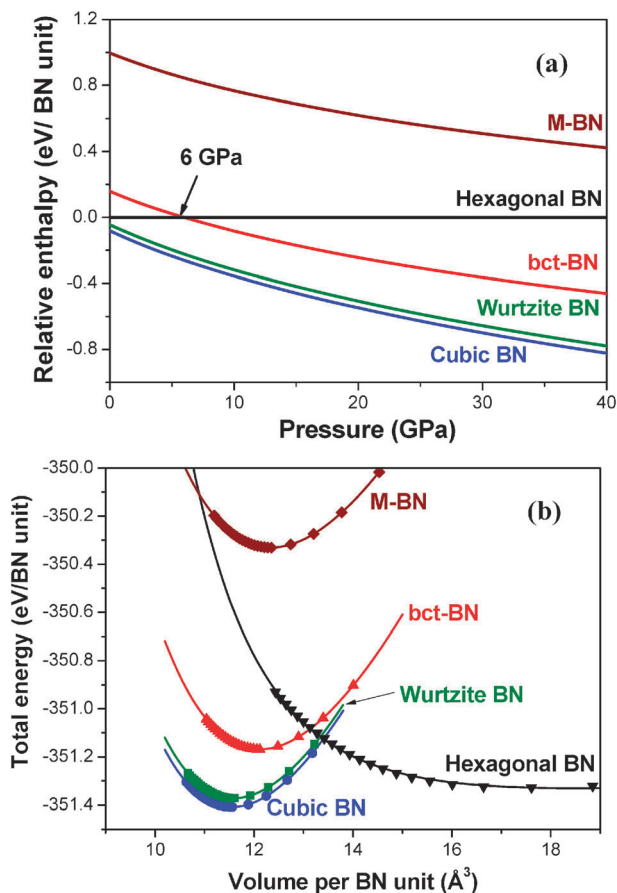 1.2
(a)
0.8
M-BN
0.4
6 GPa
Hexagonal BN
0.0
bct-BN
-0.4
Wurtzite BN
-0.8
Cubic BN
0 10 20 30 40
Relative enthalpy (eV/ BN unit)
Pressure (GPa)
-350.0
(b)
M-BN
-350.2
-350.4
bct-BN
-350.6
-350.8
Wurtzite BN
-351.0
Hexagonal BN
-351.2
-351.4
Cubic BN
10 12 14 16 18
Total energy (eV/BN unit)
Volume per BN unit (Å³)